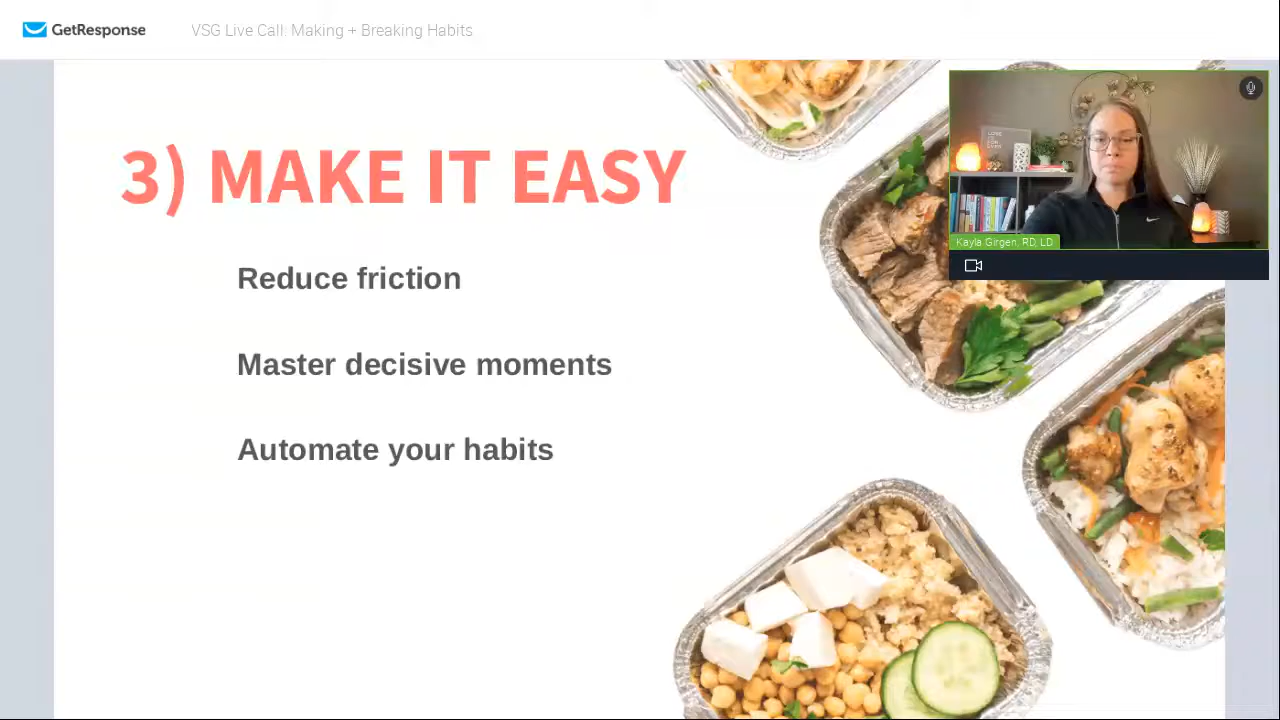 GetResponse
VSG Live Call: Making + Breaking Habits
3) MAKE IT EASY
Reduce friction
Master decisive moments
Automate your habits
Kayla Girgen, RD, LD